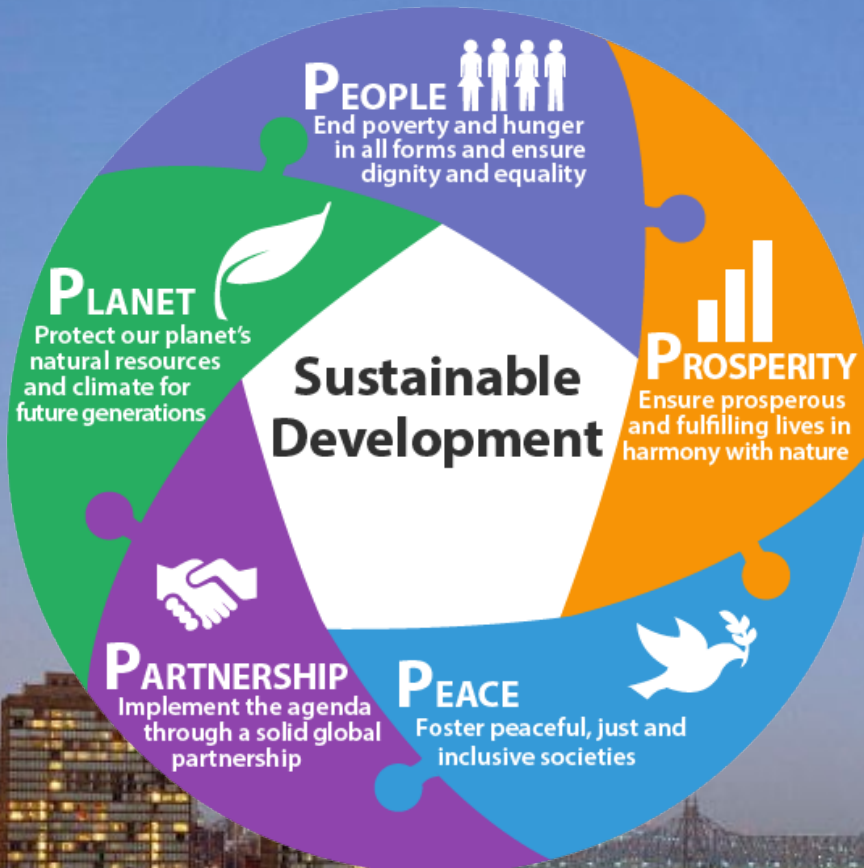 PEOPLE
End poverty and hunger
in all forms and ensure
dignity and equality
PLANET
Protect our planet's
natural resources
and climate for
future generations
Sustainable
Development
PROSPERITY
Ensure prosperous
and fulfilling lives in
harmony with nature
PARTNERSHIP
Implement the agenda
through a solid global
partnership
PEACE
Foster peaceful, just and
inclusive societies